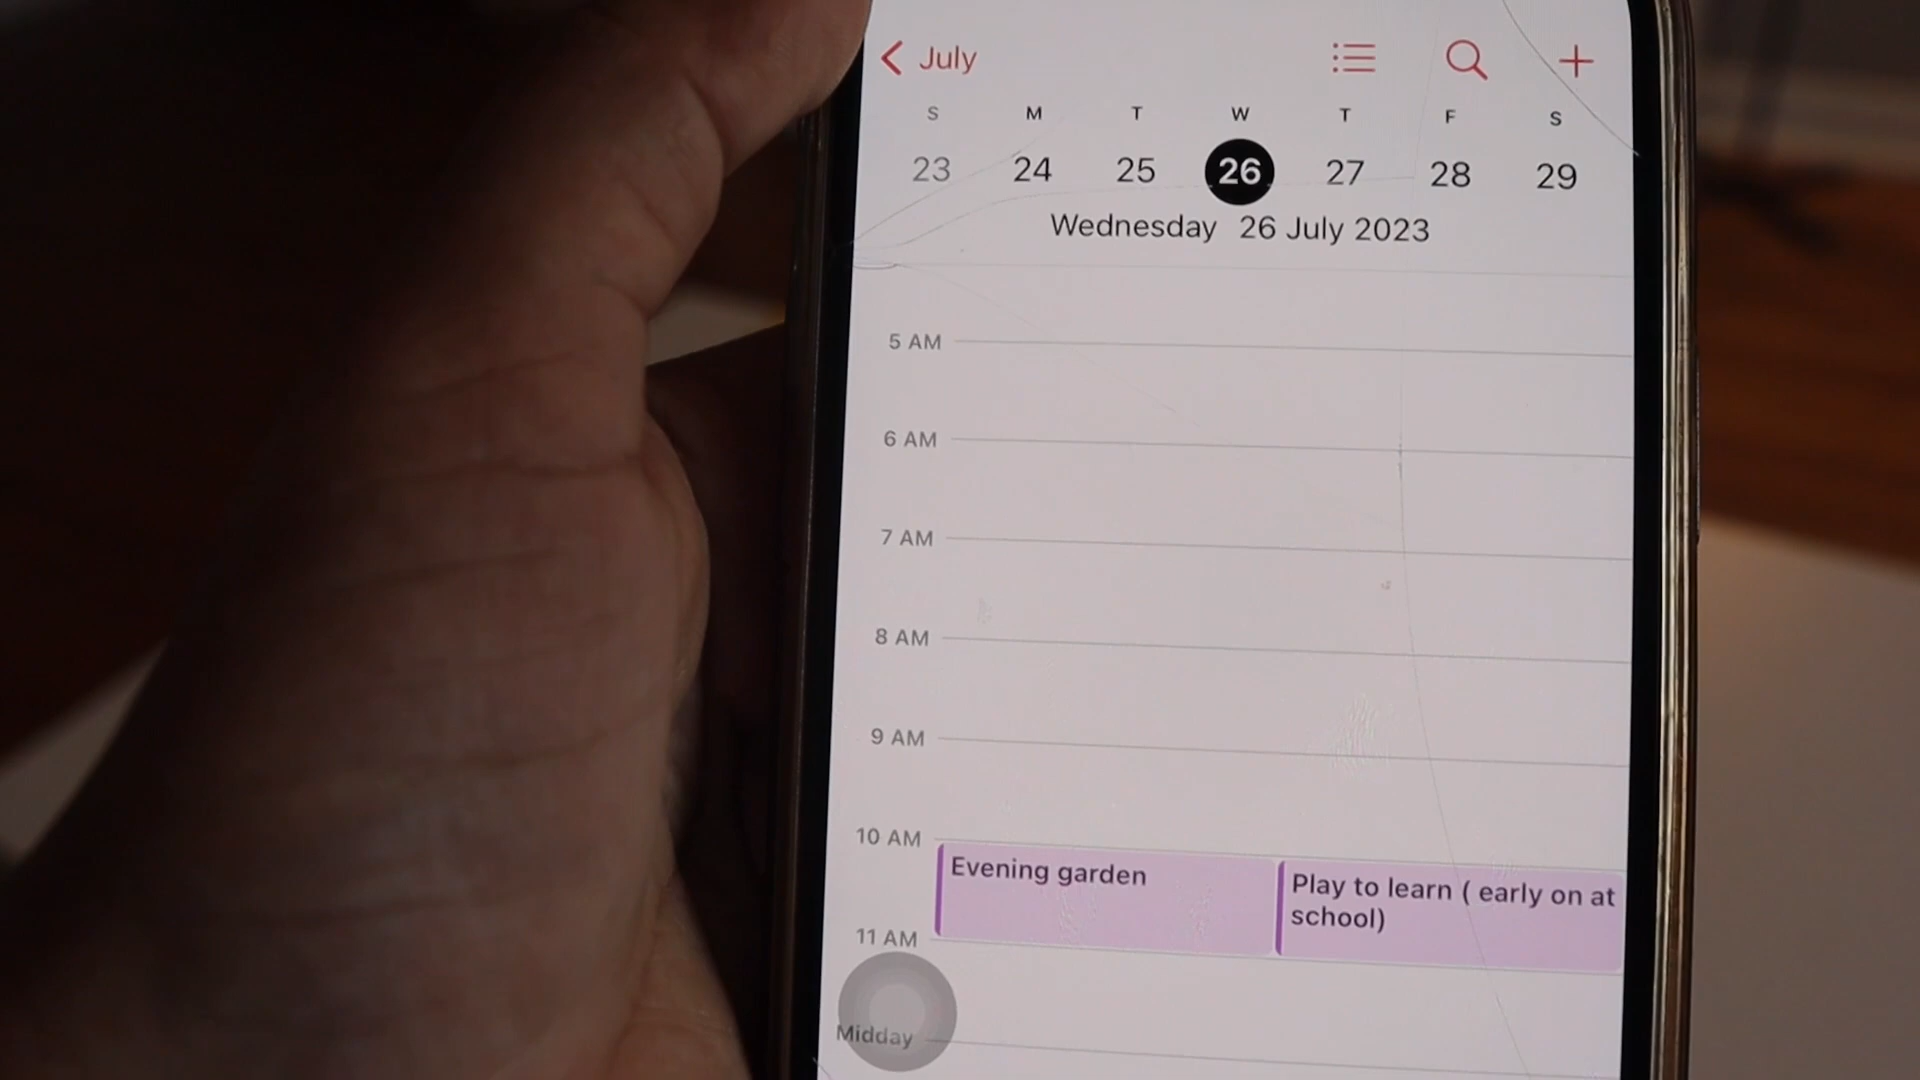 July
S M T W T F S
23 24 25 26 27 28 29
Wednesday 26 July 2023
5 AM
6 AM
7 AM
8 AM
9 AM
10 AM
Evening garden
Play to learn ( early on at
school)
11 AM
Midday